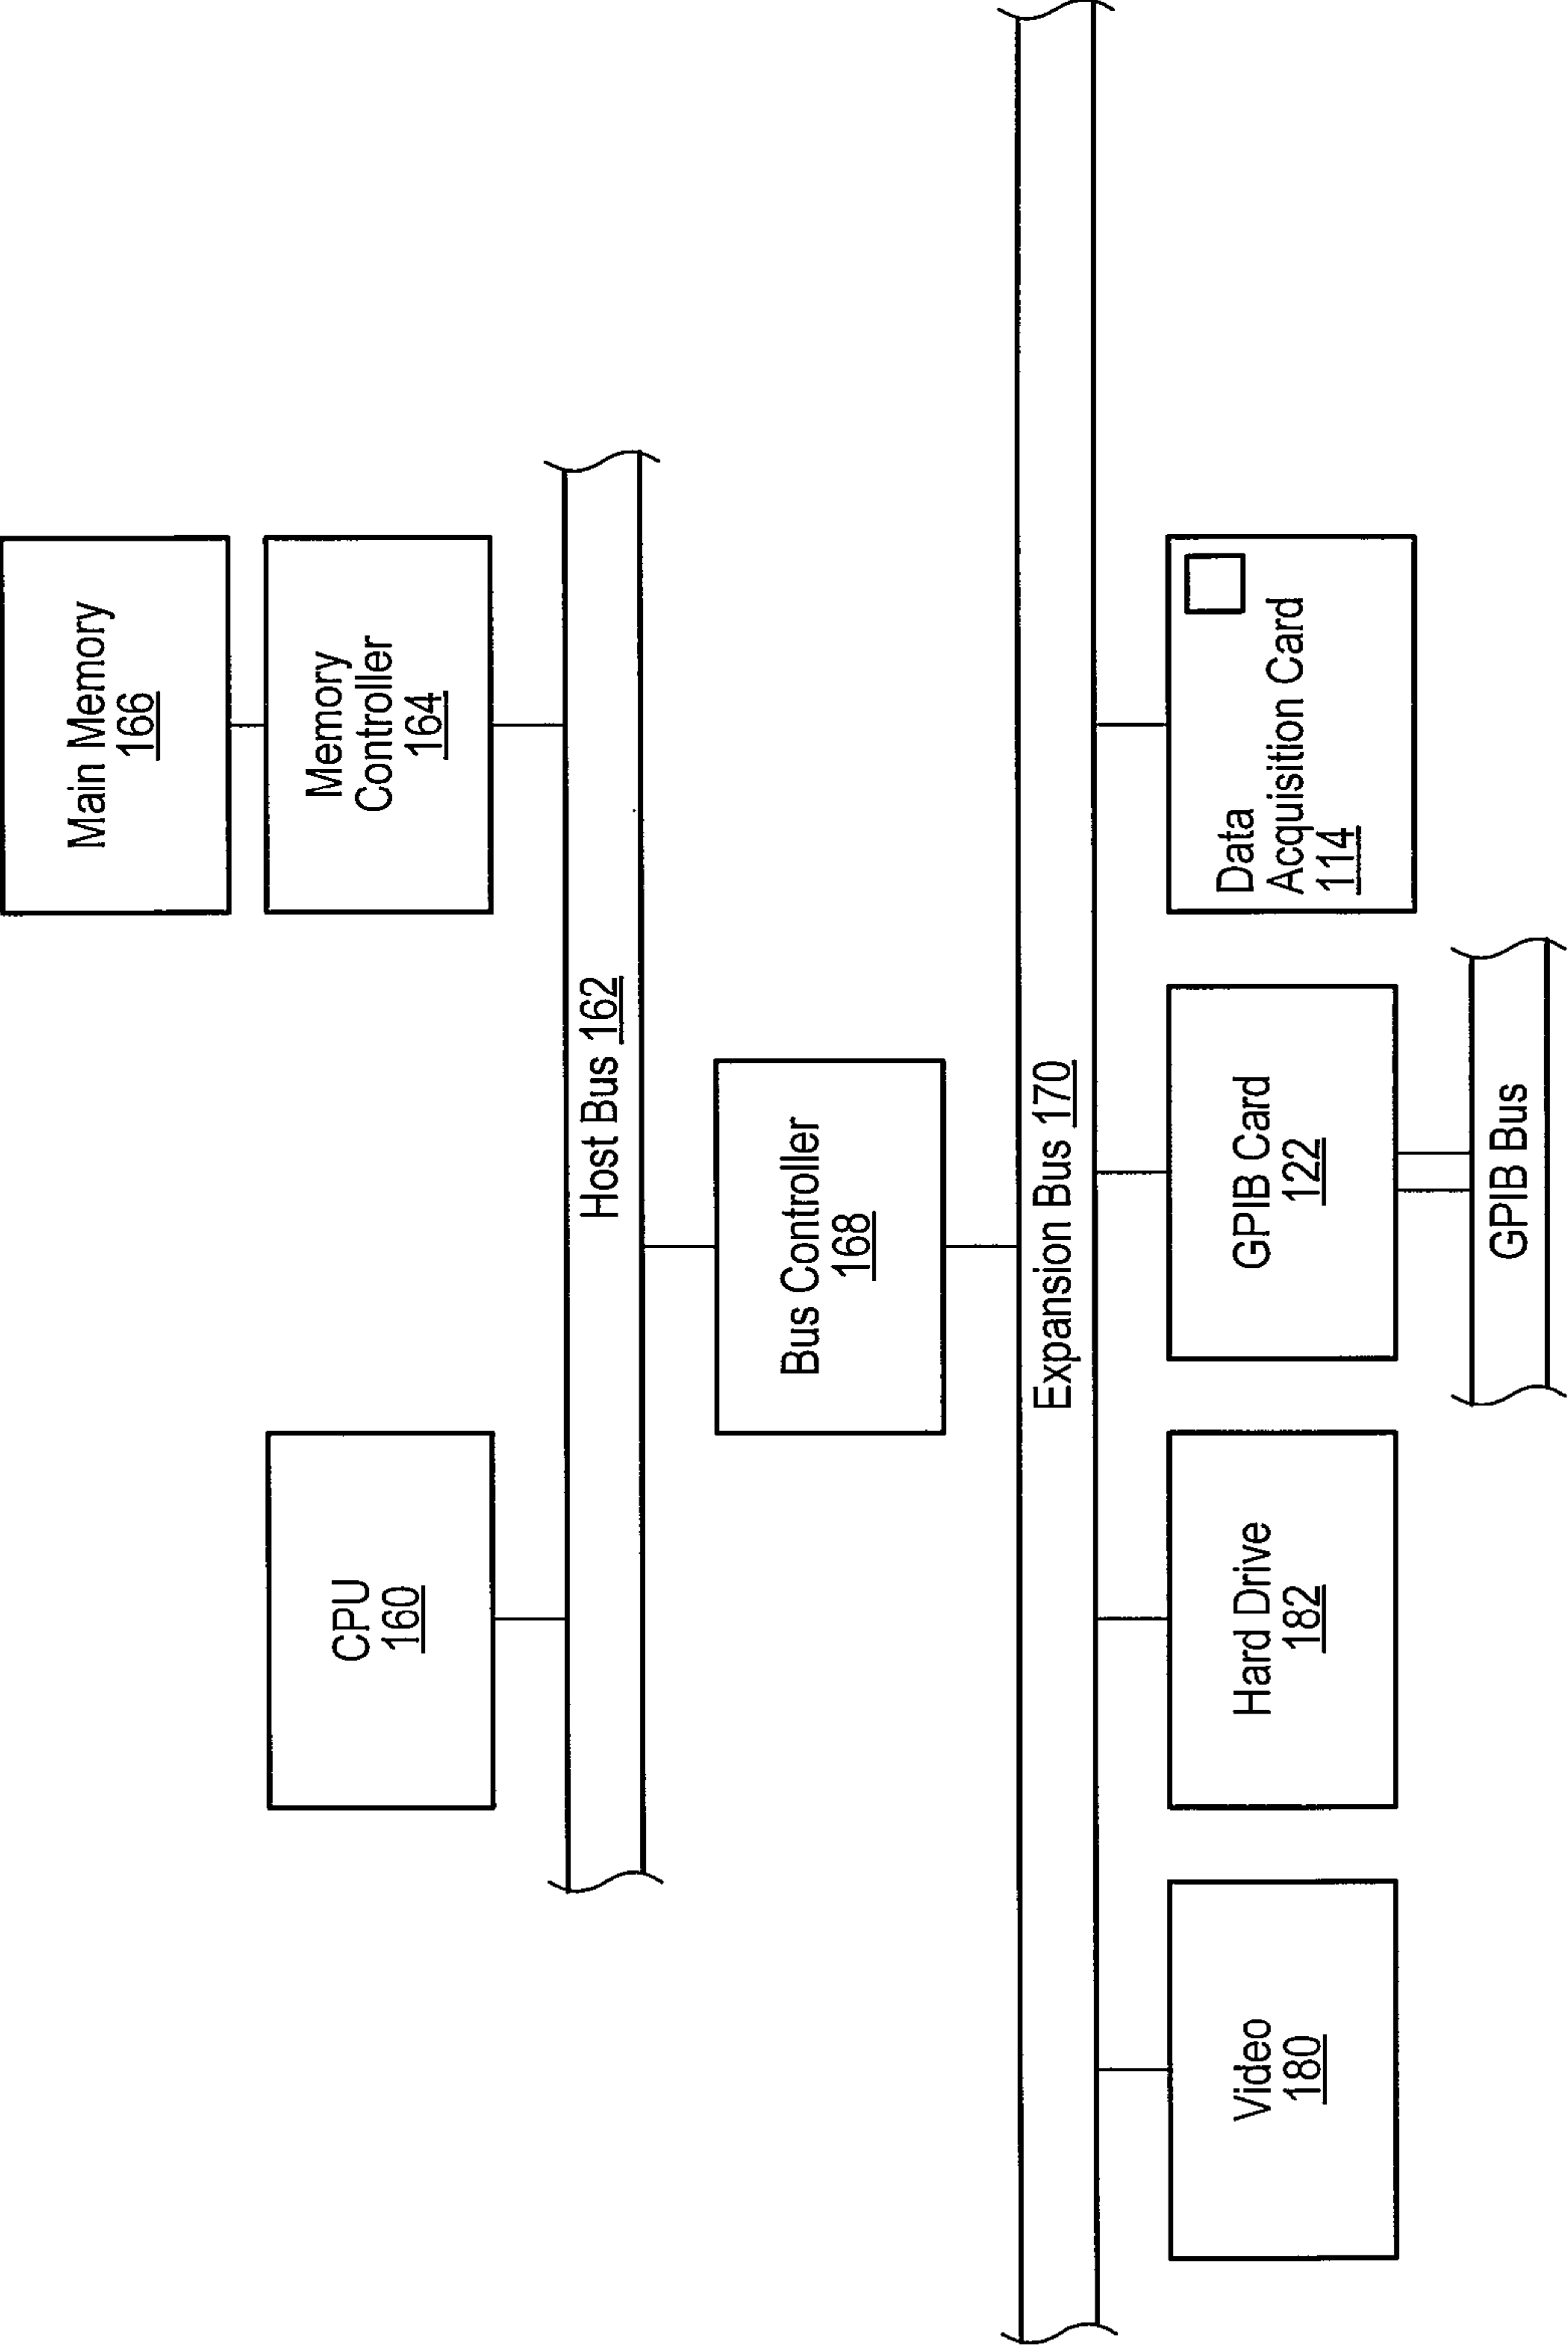 Main Memory
166
CPU
160
Memory
Controller
164
Host Bus 162
Bus Controller
168
Expansion Bus 170
Video
180
Hard Drive
182
GPIB Card
122
Data
Acquisition Card
114
GPIB Bus